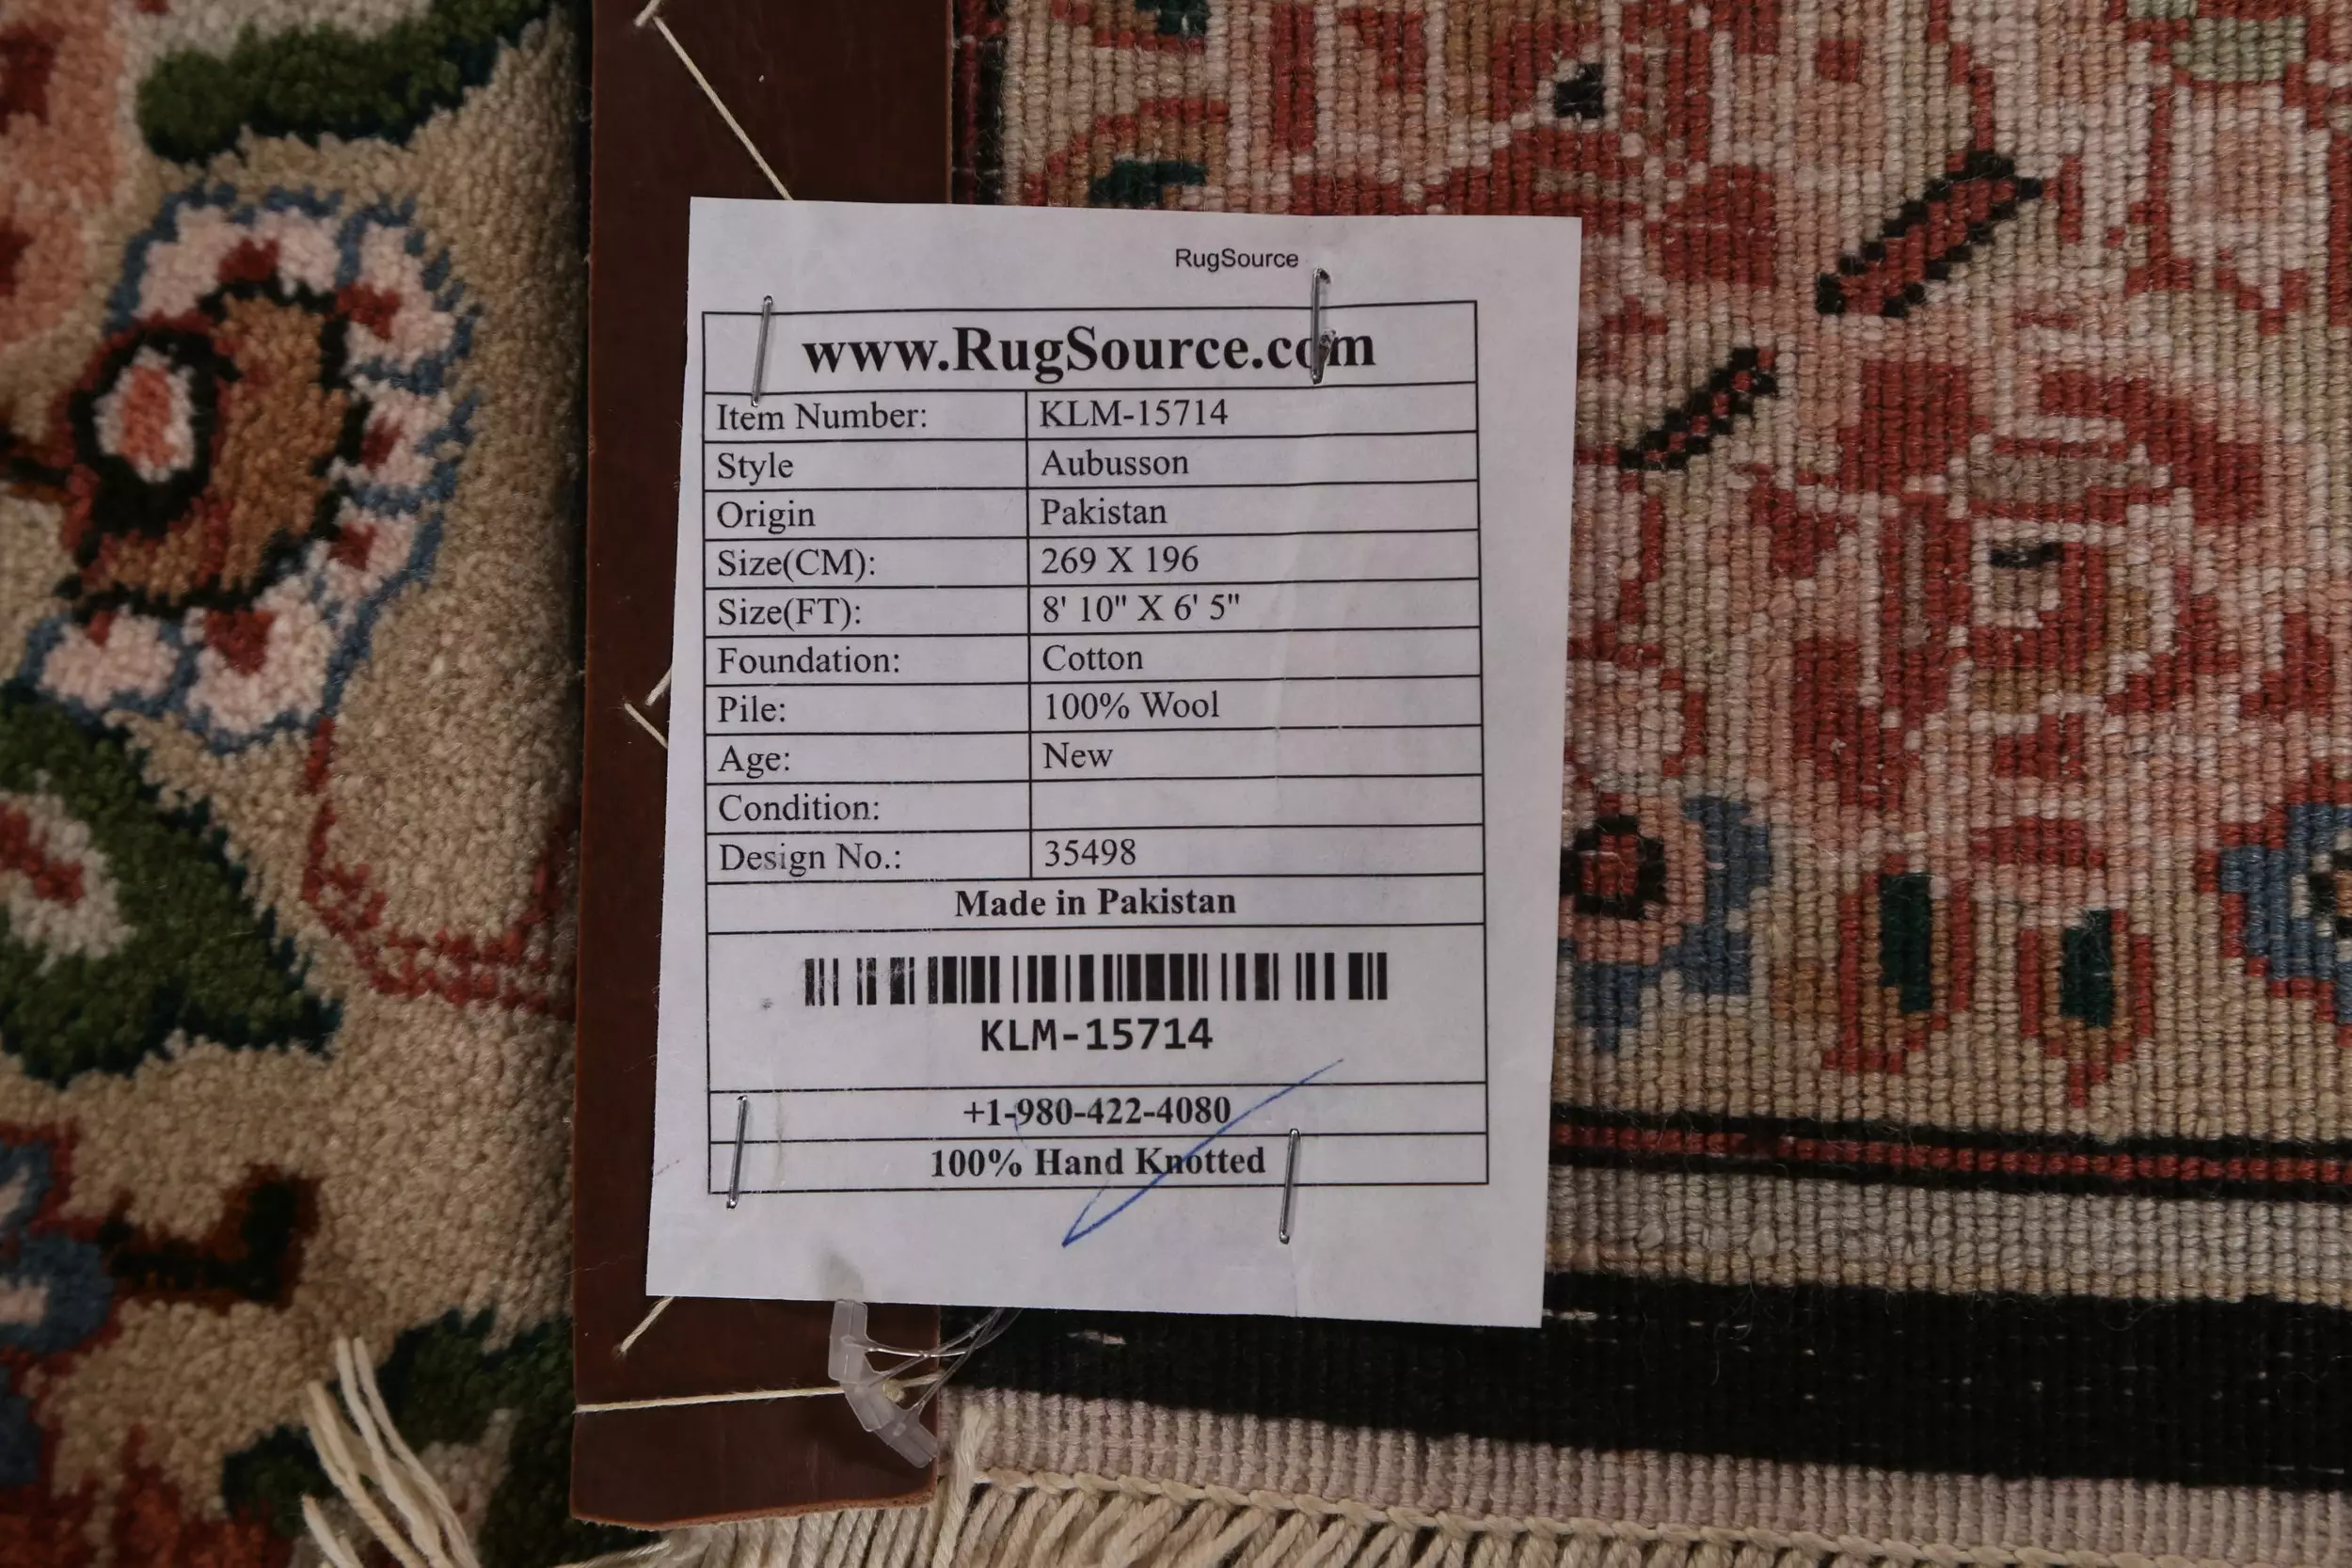 RugSource
www.RugSource.com
Item Number: KLM-15714
Style Aubusson
Origin Pakistan
Size(CM): 269 X 196
Size(FT): 8' 10" X 6' 5"
Foundation: Cotton
Pile: 100% Wool
Age: New
Condition:
Design No.: 35498
Made in Pakistan
KLM-15714
+1-980-422-4080
100% Hand Knotted